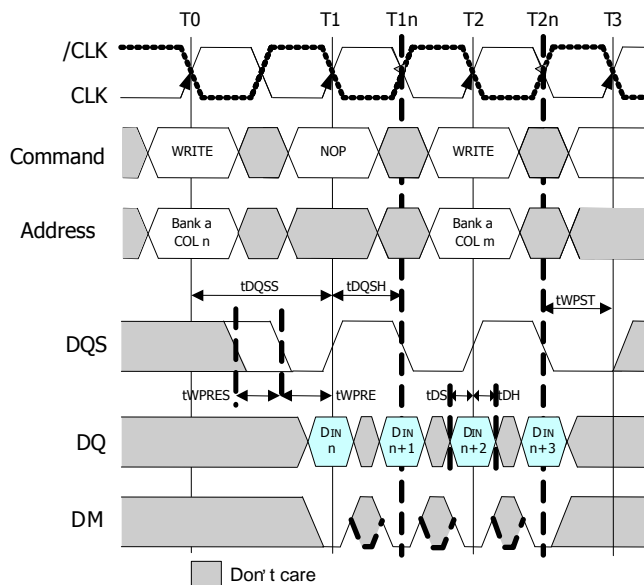 T0 T1 T1n T2 T2n T3
/CLK
CLK
Command WRITE NOP WRITE
Address Bank a COL n Bank a COL m
tDQSS tDQSH tWPST
DQS
tWPRES tWPRE tDS tDH
DQ DIN n DIN n+1 DIN n+2 DIN n+3
DM
Don't care